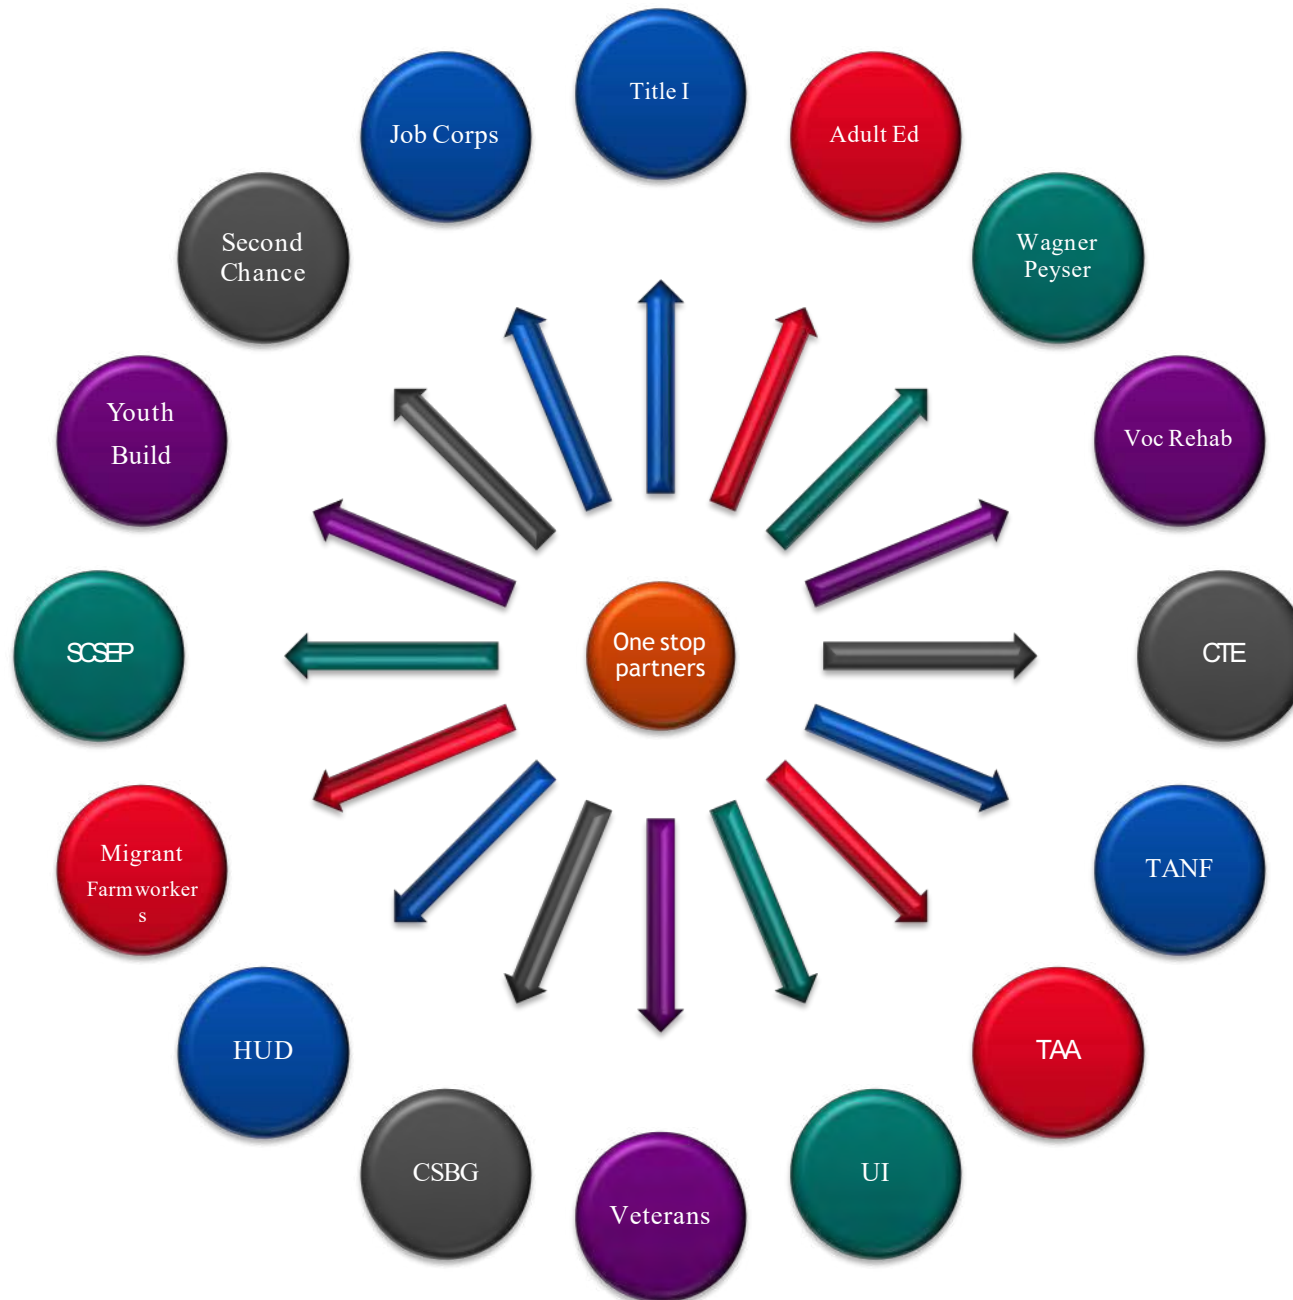 Title I
Adult Ed
Wagner
Peyser
Voc Rehab
CTE
TANF
TAA
UI
Veterans
CSBG
HUD
Migrant
Farmworker
s
SCSEP
Youth
Build
Second
Chance
Job Corps
One stop
partners